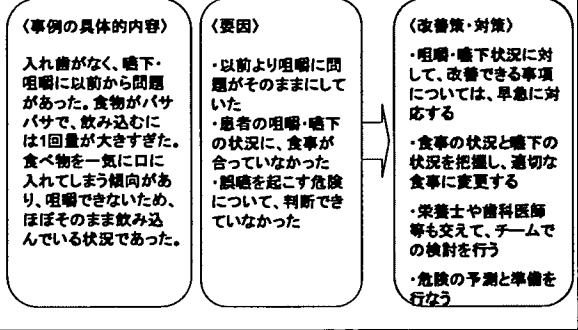 〈事例の具体的内容〉
入れ歯がなく、嚥下・
咀嚼に以前から問題
があった。食物がパサ
パサで、飲み込むに
は1回量が大きすぎた。
食べ物を一気に口に
入れてしまう傾向があ
り、咀嚼できないため、
ほぼそのまま飲み込
んでいる状況であった。
〈要因〉
・以前より咀嚼に問
題がそのままにして
いた
・患者の咀嚼・嚥下
の状況に、食事が
合っていなかった
・誤嚥を起こす危険
について、判断でき
ていなかった
〈改善策・対策〉
・咀嚼・嚥下状況に対
して、改善できる事項
については、早急に対
応する
・食事の状況と嚥下の
状況を把握し、適切な
食事に変更する
・栄養士や歯科医師
等も交えて、チームで
の検討を行う
・危険の予測と準備を
行なう